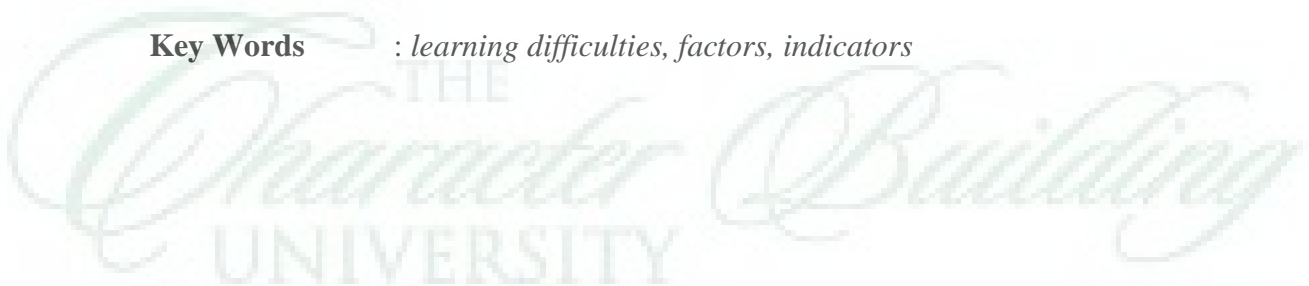 Key Words : learning difficulties, factors, indicators
THE
Character Building
UNIVERSITY